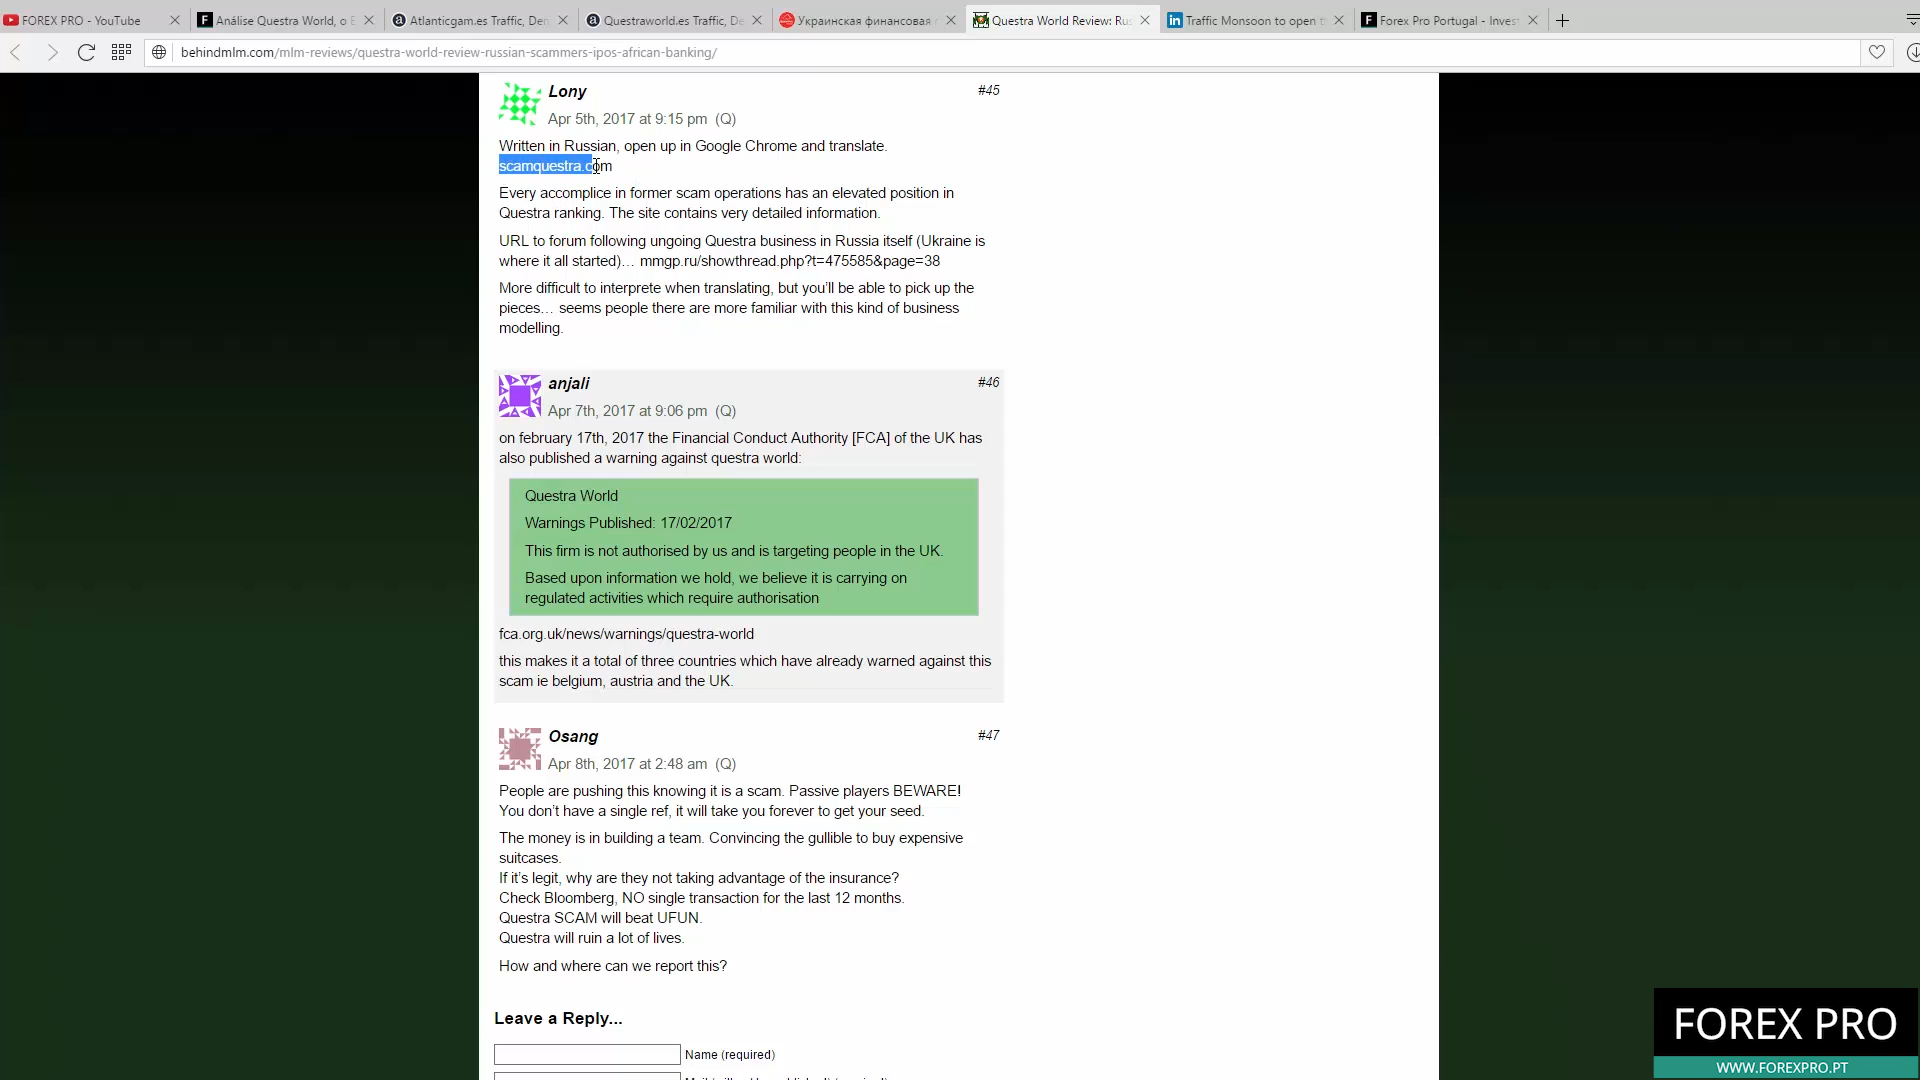 FOREX PRO - YouTube
Análise Questra World, o E
Atlanticgam.es Traffic, Den
Questraworld.es Traffic, De
Украинская финансовая
Questra World Review: Rus
Traffic Monsoon to open
Forex Pro Portugal - Invest
behindmlm.com/mlm-reviews/questra-world-review-russian-scammers-ipos-african-banking/
Lony
#45
Apr 5th, 2017 at 9:15 pm (Q)
Written in Russian, open up in Google Chrome and translate.
scamquestra.com
Every accomplice in former scam operations has an elevated position in
Questra ranking. The site contains very detailed information.
URL to forum following ungoing Questra business in Russia itself (Ukraine is
where it all started)… mmgp.ru/showthread.php?t=475585&page=38
More difficult to interprete when translating, but you’ll be able to pick up the
pieces… seems people there are more familiar with this kind of business
modelling.
anjali
#46
Apr 7th, 2017 at 9:06 pm (Q)
on february 17th, 2017 the Financial Conduct Authority [FCA] of the UK has
also published a warning against questra world:
Questra World
Warnings Published: 17/02/2017
This firm is not authorised by us and is targeting people in the UK.
Based upon information we hold, we believe it is carrying on
regulated activities which require authorisation
fca.org.uk/news/warnings/questra-world
this makes it a total of three countries which have already warned against this
scam ie belgium, austria and the UK.
Osang
#47
Apr 8th, 2017 at 2:48 am (Q)
People are pushing this knowing it is a scam. Passive players BEWARE!
You don’t have a single ref, it will take you forever to get your seed.
The money is in building a team. Convincing the gullible to buy expensive
suitcases.
If it’s legit, why are they not taking advantage of the insurance?
Check Bloomberg, NO single transaction for the last 12 months.
Questra SCAM will beat UFUN.
Questra will ruin a lot of lives.
How and where can we report this?
Leave a Reply...
Name (required)
FOREX PRO
WWW.FOREXPRO.PT